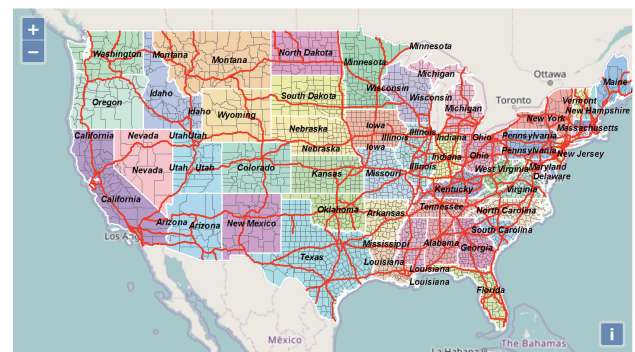 +
−
Minnesota
Washington
Montana
North Dakota
Montana
Minnesota
Michigan
Ottawa
Maine
Idaho
South Dakota
Wisconsin
Wisconsin
Toronto
Vermont
Oregon
Idaho
Wyoming
Michigan
New Hampshire
New York
Nebraska
Iowa
Massachusetts
California
Nevada
Utah
Utah
Illinois
Illinois
Indiana
Ohio
Pennsylvania
Nebraska
Iowa
Pennsylvania
New Jersey
Nevada
Utah
Utah
Colorado
Kansas
Missouri
Illinois
Indiana
Ohio
West Virginia
Maryland
Delaware
California
Kentucky
Virginia
Arizona
Arizona
New Mexico
Oklahoma
Arkansas
Tennessee
North Carolina
Los Ang
South Carolina
Texas
Mississippi
Alabama
Georgia
Louisiana
Louisiana
Louisiana
Florida
México
La Habana
The Bahamas
i